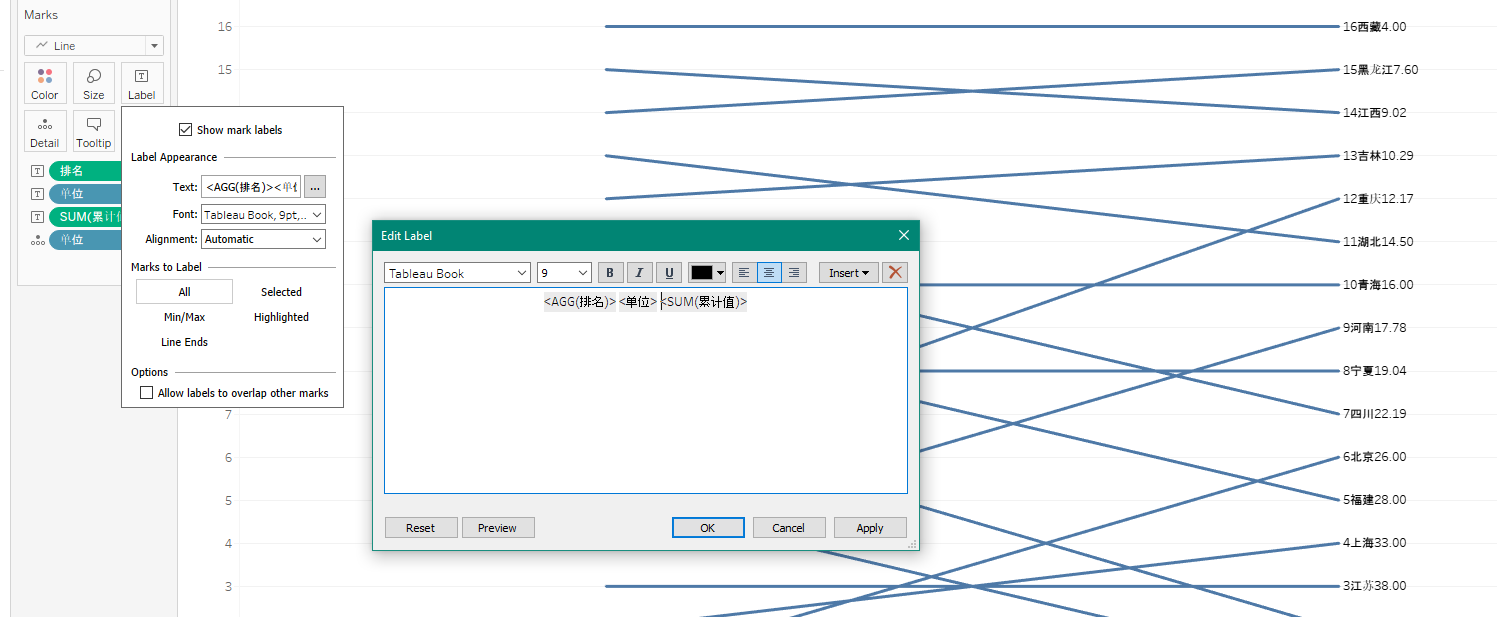 Marks
Line
Color Size Label
Detail Tooltip
排名
单位
SUM(累计值
单位
Show mark labels
Label Appearance
Text: <AGG(排名)><单位
...
Font: Tableau Book, 9pt,...
Alignment: Automatic
Marks to Label
All Selected
Min/Max Highlighted
Line Ends
Options
Allow labels to overlap other marks
Edit Label
Tableau Book 9 B I U Insert
<AGG(排名)> <单位> <SUM(累计值)>
Reset Preview OK Cancel Apply
16
15
7
6
5
4
3
16西藏4.00
15黑龙江7.60
14江西9.02
13吉林10.29
12重庆12.17
11湖北14.50
10青海16.00
9河南17.78
8宁夏19.04
7四川22.19
6北京26.00
5福建28.00
4上海33.00
3江苏38.00